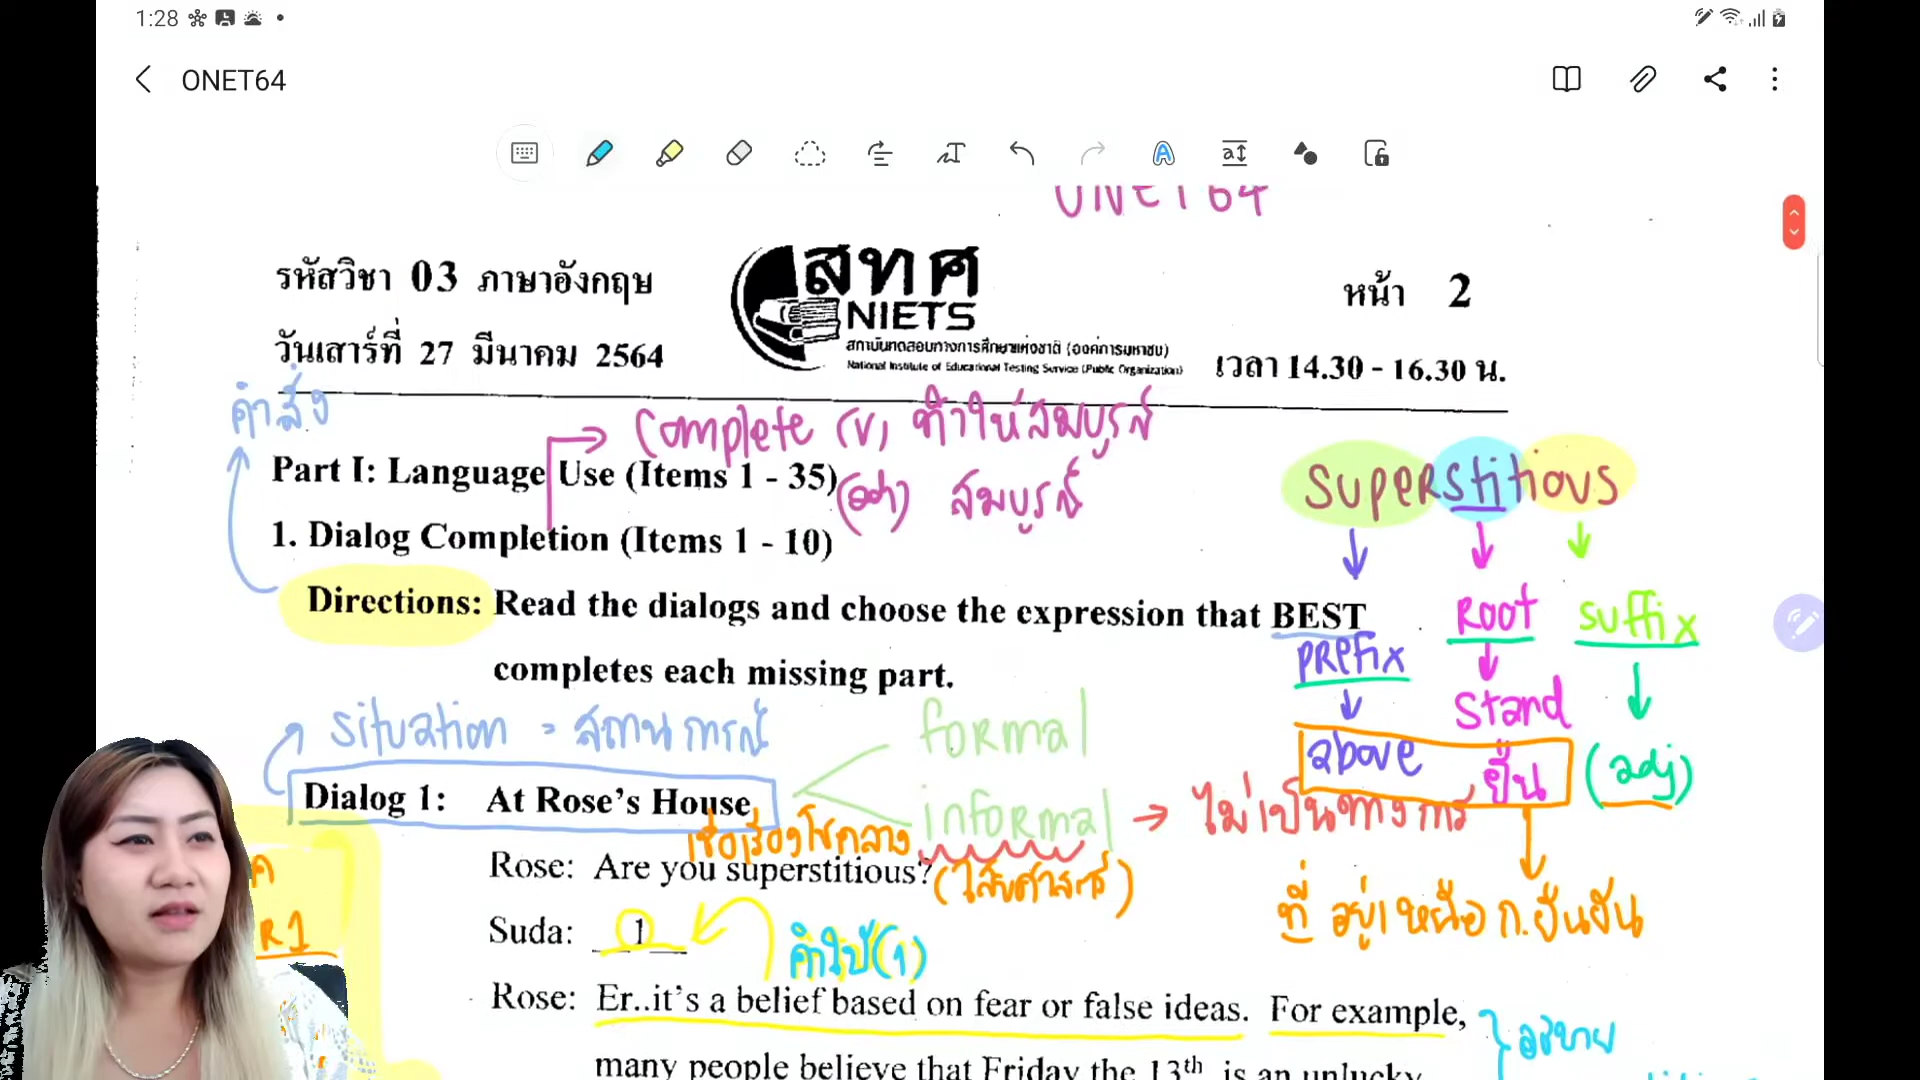 1:28
ONET64
ONET 64
รหัสวิชา 03 ภาษาอังกฤษ
วันเสาร์ที่ 27 มีนาคม 2564
สทศ
NIETS
สถาบันทดสอบทางการศึกษาแห่งชาติ (องค์การมหาชน)
National Institute of Educational Testing Service (Public Organization)
หน้า 2
เวลา 14.30 - 16.30 น.
คำสั่ง
complete (v) ทำให้สมบูรณ์
(adj) สมบูรณ์
Part I: Language Use (Items 1 - 35)
1. Dialog Completion (Items 1 - 10)
Directions: Read the dialogs and choose the expression that BEST
completes each missing part.
superstitious
prefix
Root
suffix
above
Stand
ยืน
(adj)
ที่ อยู่เหนือ ก.ยืนยัน
situation = สถานการณ์
formal
informal → ไม่เป็นทางการ
Dialog 1: At Rose's House
เชื่อเรื่องโชคลาง
(ไสยศาสตร์)
Rose: Are you superstitious?
Suda: 1
คำใบ้(1)
R1
Rose: Er..it's a belief based on fear or false ideas. For example,
อธิบาย
many people believe that Friday the 13th is an unlucky